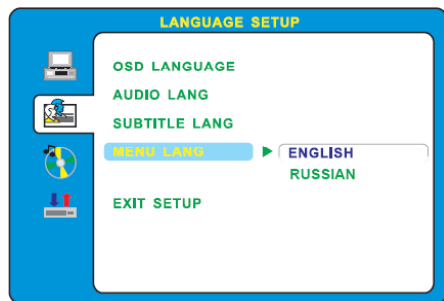 LANGUAGE SETUP
OSD LANGUAGE
AUDIO LANG
SUBTITLE LANG
MENU LANG ENGLISH
RUSSIAN
EXIT SETUP